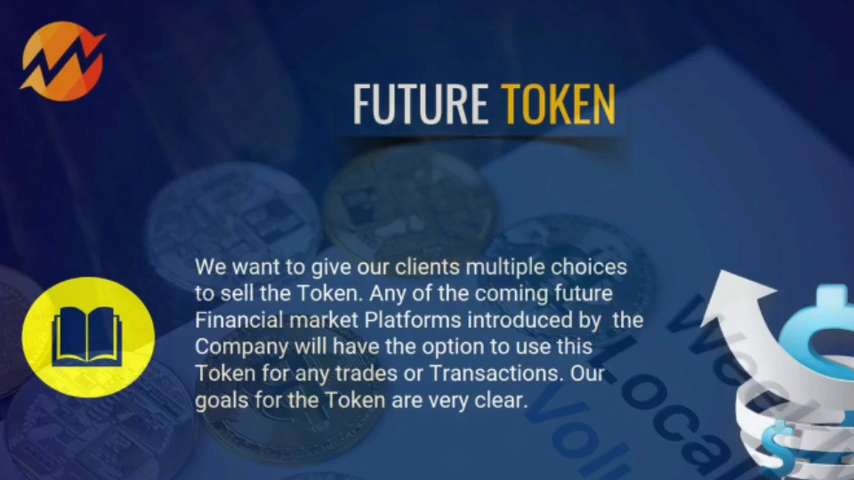 FUTURE TOKEN
We want to give our clients multiple choices
to sell the Token. Any of the coming future
Financial market Platforms introduced by the
Company will have the option to use this
Token for any trades or Transactions. Our
goals for the Token are very clear.
Weekly
Local